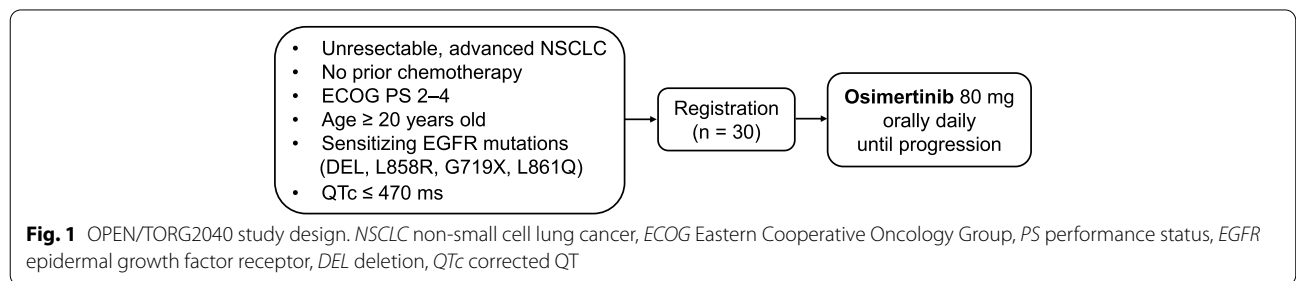 • Unresectable, advanced NSCLC
• No prior chemotherapy
• ECOG PS 2–4
• Age ≥ 20 years old
• Sensitizing EGFR mutations
(DEL, L858R, G719X, L861Q)
• QTc ≤ 470 ms
Registration
(n = 30)
Osimertinib 80 mg
orally daily
until progression
Fig. 1 OPEN/TORG2040 study design. NSCLC non-small cell lung cancer, ECOG Eastern Cooperative Oncology Group, PS performance status, EGFR
epidermal growth factor receptor, DEL deletion, QTc corrected QT